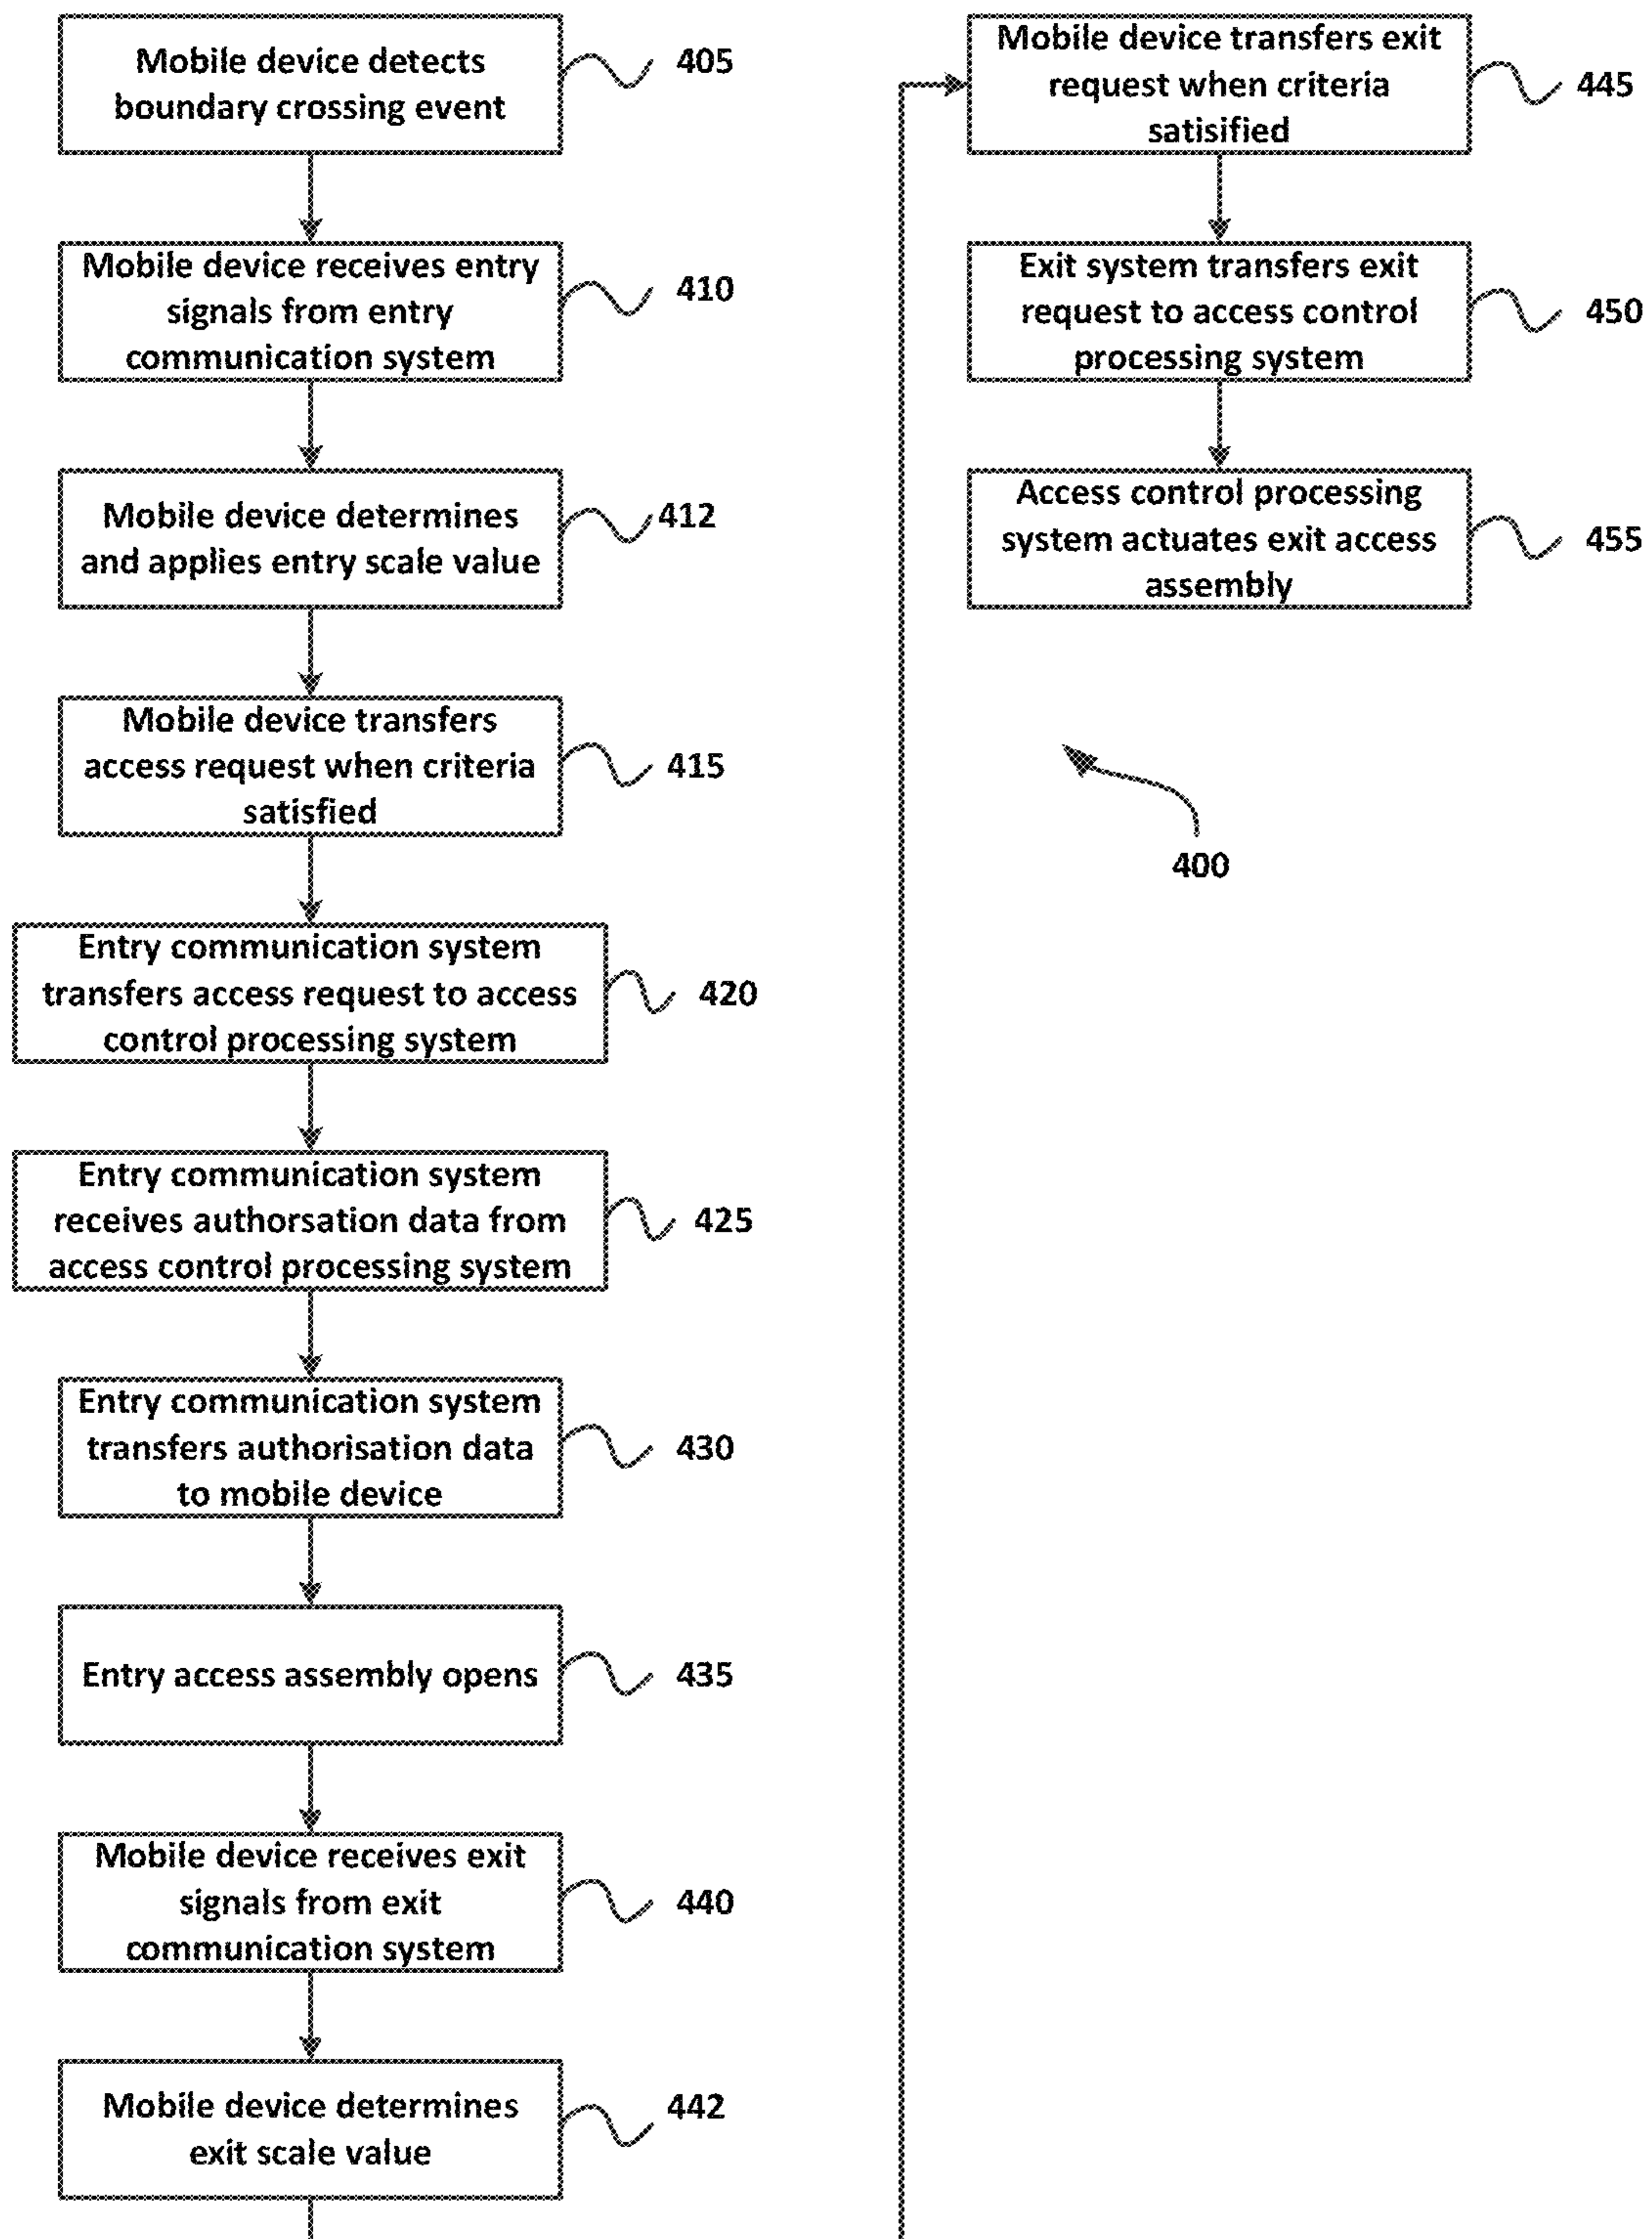 Mobile device detects
boundary crossing event
405
Mobile device receives entry
signals from entry
communication system
410
Mobile device determines
and applies entry scale value
412
Mobile device transfers
access request when criteria
satisfied
415
Entry communication system
transfers access request to access
control processing system
420
Entry communication system
receives authorsation data from
access control processing system
425
Entry communication system
transfers authorisation data
to mobile device
430
Entry access assembly opens
435
Mobile device receives exit
signals from exit
communication system
440
Mobile device determines
exit scale value
442
Mobile device transfers exit
request when criteria
satisified
445
Exit system transfers exit
request to access control
processing system
450
Access control processing
system actuates exit access
assembly
455
400